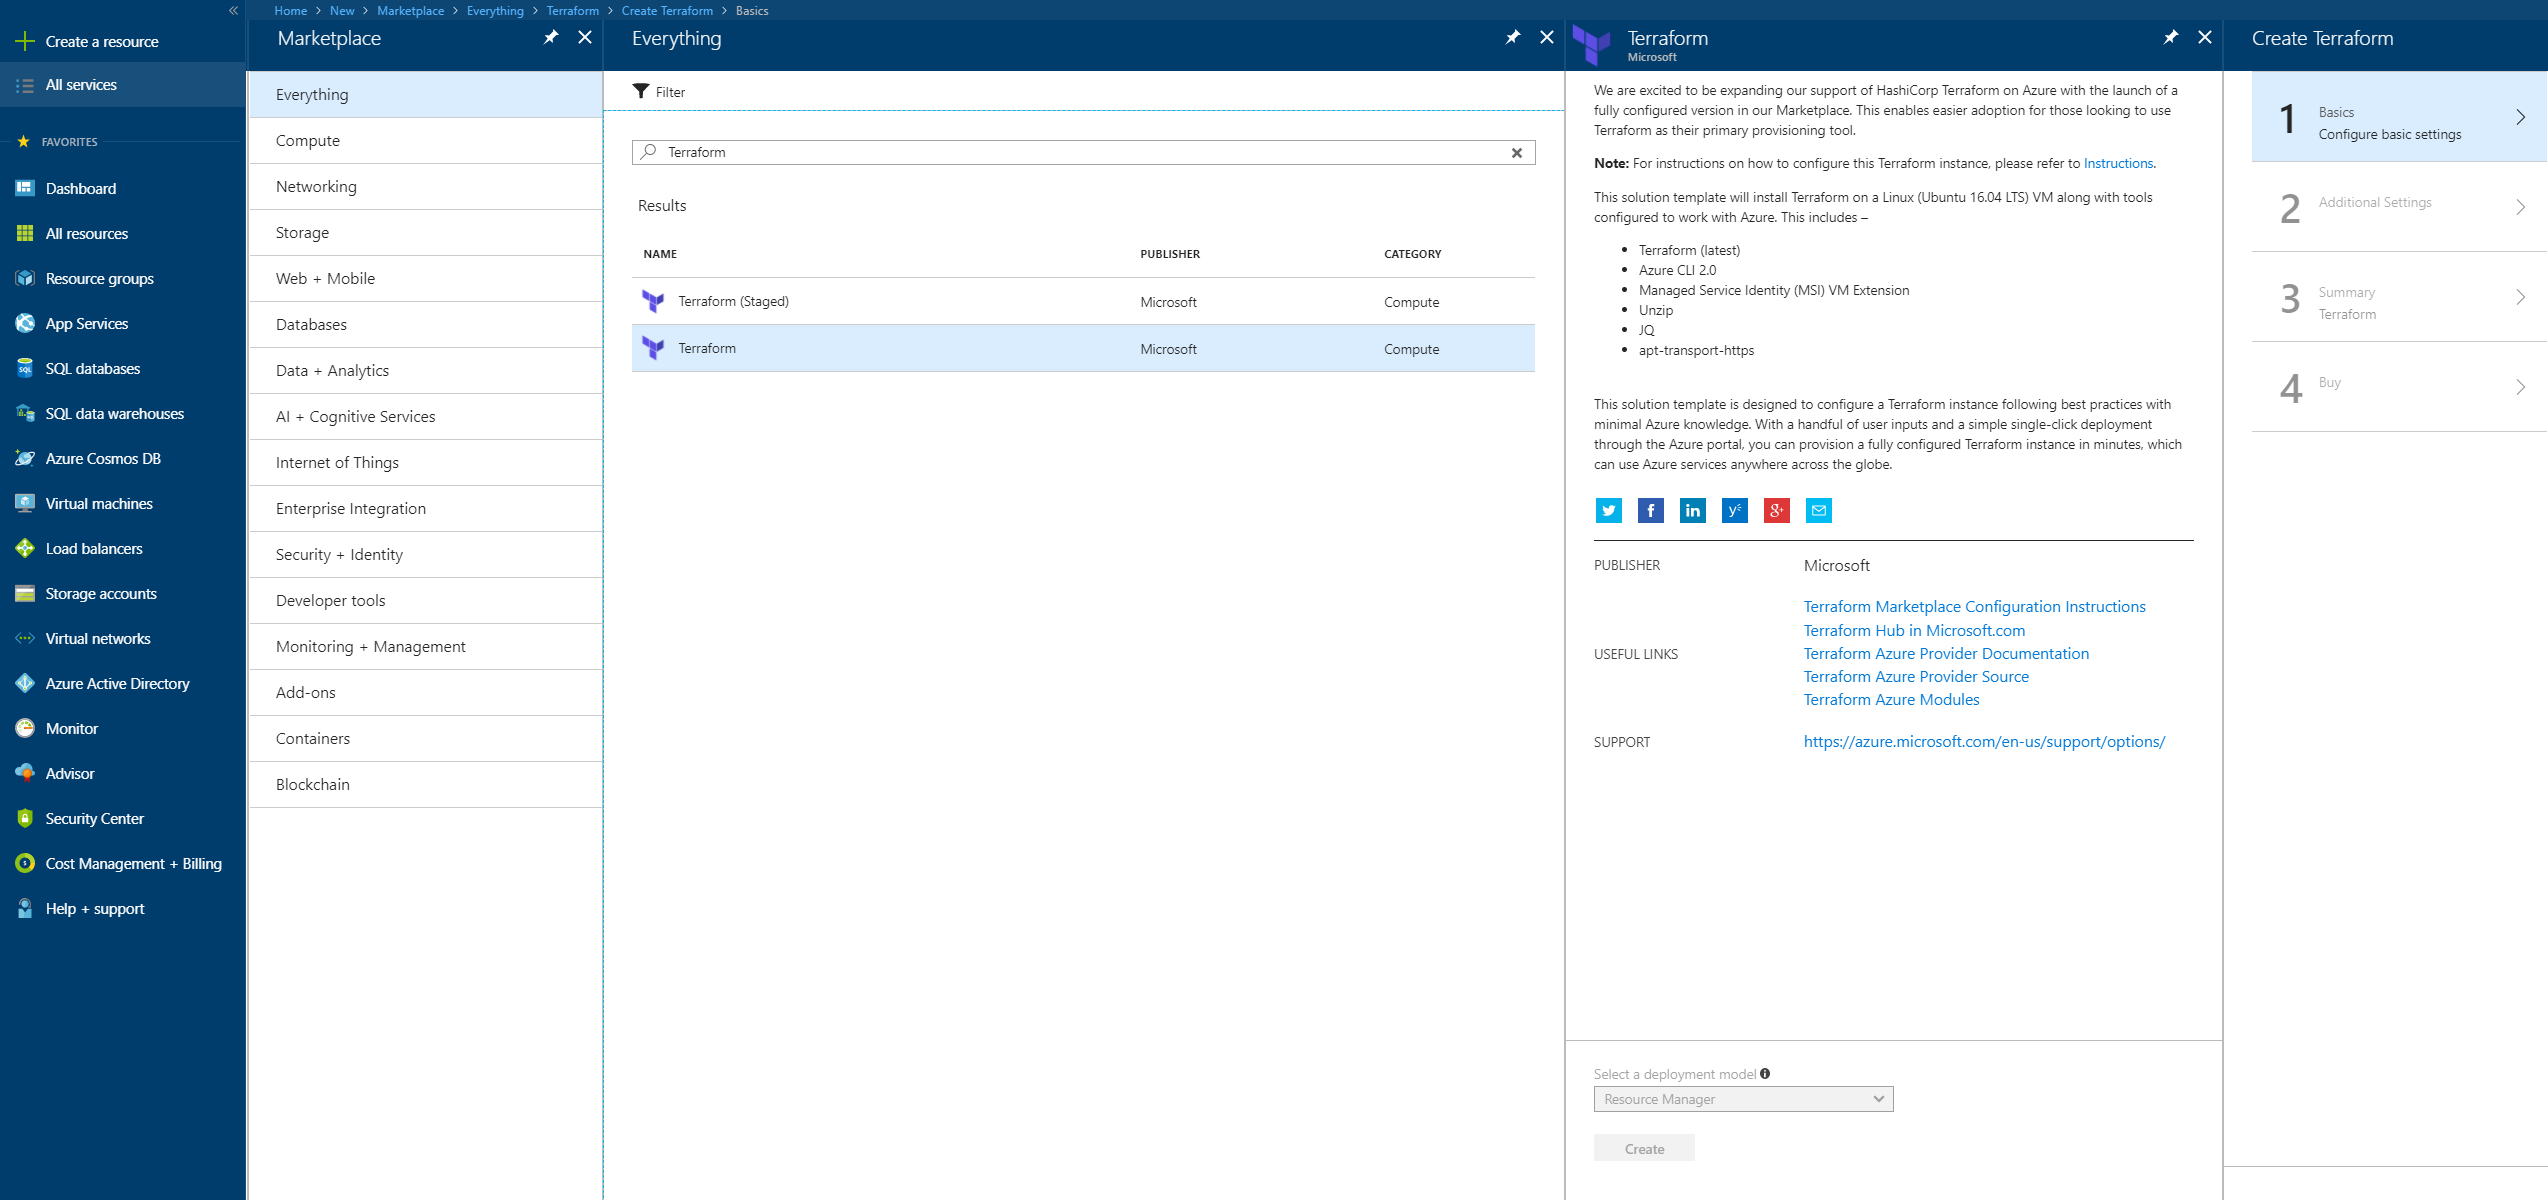 «
Create a resource
All services
FAVORITES
Dashboard
All resources
Resource groups
App Services
SQL databases
SQL data warehouses
Azure Cosmos DB
Virtual machines
Load balancers
Storage accounts
Virtual networks
Azure Active Directory
Monitor
Advisor
Security Center
Cost Management + Billing
Help + support
Home > New > Marketplace > Everything > Terraform > Create Terraform > Basics
Marketplace
Everything
Compute
Networking
Storage
Web + Mobile
Databases
Data + Analytics
AI + Cognitive Services
Internet of Things
Enterprise Integration
Security + Identity
Developer tools
Monitoring + Management
Add-ons
Containers
Blockchain
Everything
Filter
Terraform
Results
NAME PUBLISHER CATEGORY
Terraform (Staged) Microsoft Compute
Terraform Microsoft Compute
Terraform
Microsoft
We are excited to be expanding our support of HashiCorp Terraform on Azure with the launch of a
fully configured version in our Marketplace. This enables easier adoption for those looking to use
Terraform as their primary provisioning tool.
Note: For instructions on how to configure this Terraform instance, please refer to Instructions.
This solution template will install Terraform on a Linux (Ubuntu 16.04 LTS) VM along with tools
configured to work with Azure. This includes –
• Terraform (latest)
• Azure CLI 2.0
• Managed Service Identity (MSI) VM Extension
• Unzip
• JQ
• apt-transport-https
This solution template is designed to configure a Terraform instance following best practices with
minimal Azure knowledge. With a handful of user inputs and a simple single-click deployment
through the Azure portal, you can provision a fully configured Terraform instance in minutes, which
can use Azure services anywhere across the globe.
PUBLISHER Microsoft
USEFUL LINKS
Terraform Marketplace Configuration Instructions
Terraform Hub in Microsoft.com
Terraform Azure Provider Documentation
Terraform Azure Provider Source
Terraform Azure Modules
SUPPORT https://azure.microsoft.com/en-us/support/options/
Select a deployment model
Resource Manager
Create
Create Terraform
1 Basics
Configure basic settings
2 Additional Settings
3 Summary
Terraform
4 Buy